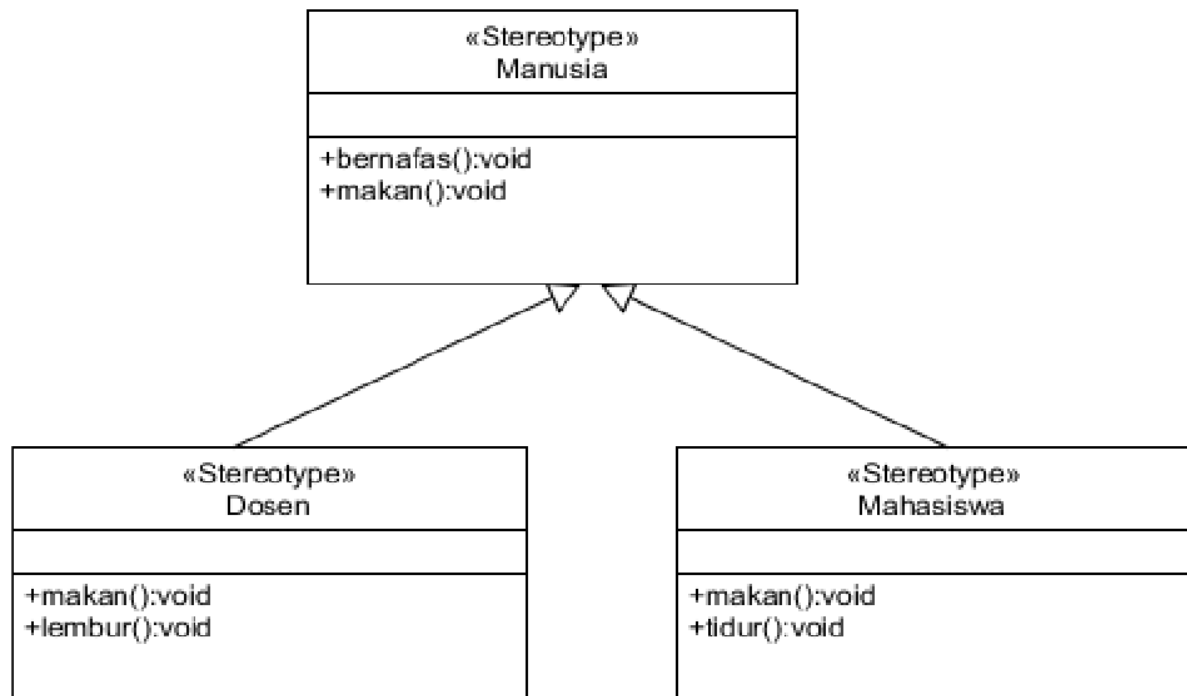 «Stereotype»
Manusia
+bernafas():void
+makan():void
«Stereotype»
Dosen
+makan():void
+lembur():void
«Stereotype»
Mahasiswa
+makan():void
+tidur():void